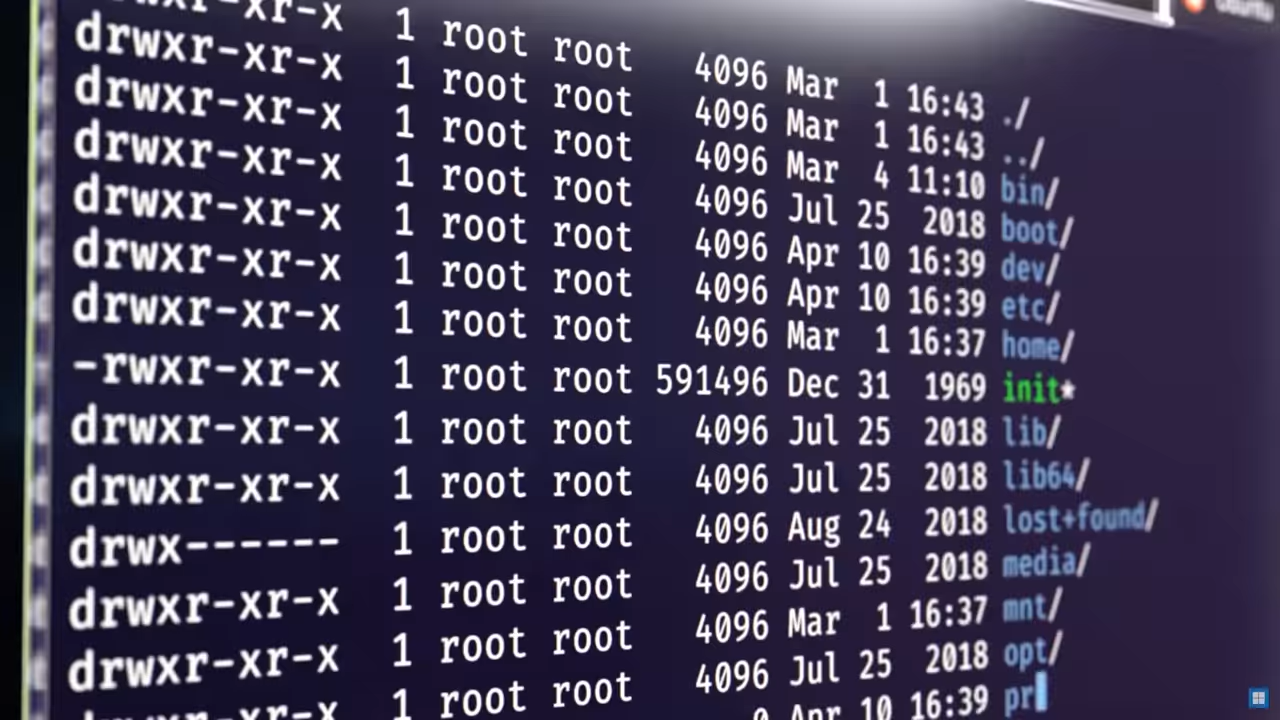 Ubuntu
drwxr-xr-x 1 root root 4096 Mar 1 16:43 ./
drwxr-xr-x 1 root root 4096 Mar 1 16:43 ../
drwxr-xr-x 1 root root 4096 Mar 4 11:10 bin/
drwxr-xr-x 1 root root 4096 Jul 25 2018 boot/
drwxr-xr-x 1 root root 4096 Apr 10 16:39 dev/
drwxr-xr-x 1 root root 4096 Apr 10 16:39 etc/
drwxr-xr-x 1 root root 4096 Mar 1 16:37 home/
-rwxr-xr-x 1 root root 591496 Dec 31 1969 init*
drwxr-xr-x 1 root root 4096 Jul 25 2018 lib/
drwxr-xr-x 1 root root 4096 Jul 25 2018 lib64/
drwx------ 1 root root 4096 Aug 24 2018 lost+found/
drwxr-xr-x 1 root root 4096 Jul 25 2018 media/
drwxr-xr-x 1 root root 4096 Mar 1 16:37 mnt/
drwxr-xr-x 1 root root 4096 Jul 25 2018 opt/
0 Apr 10 16:39 pr